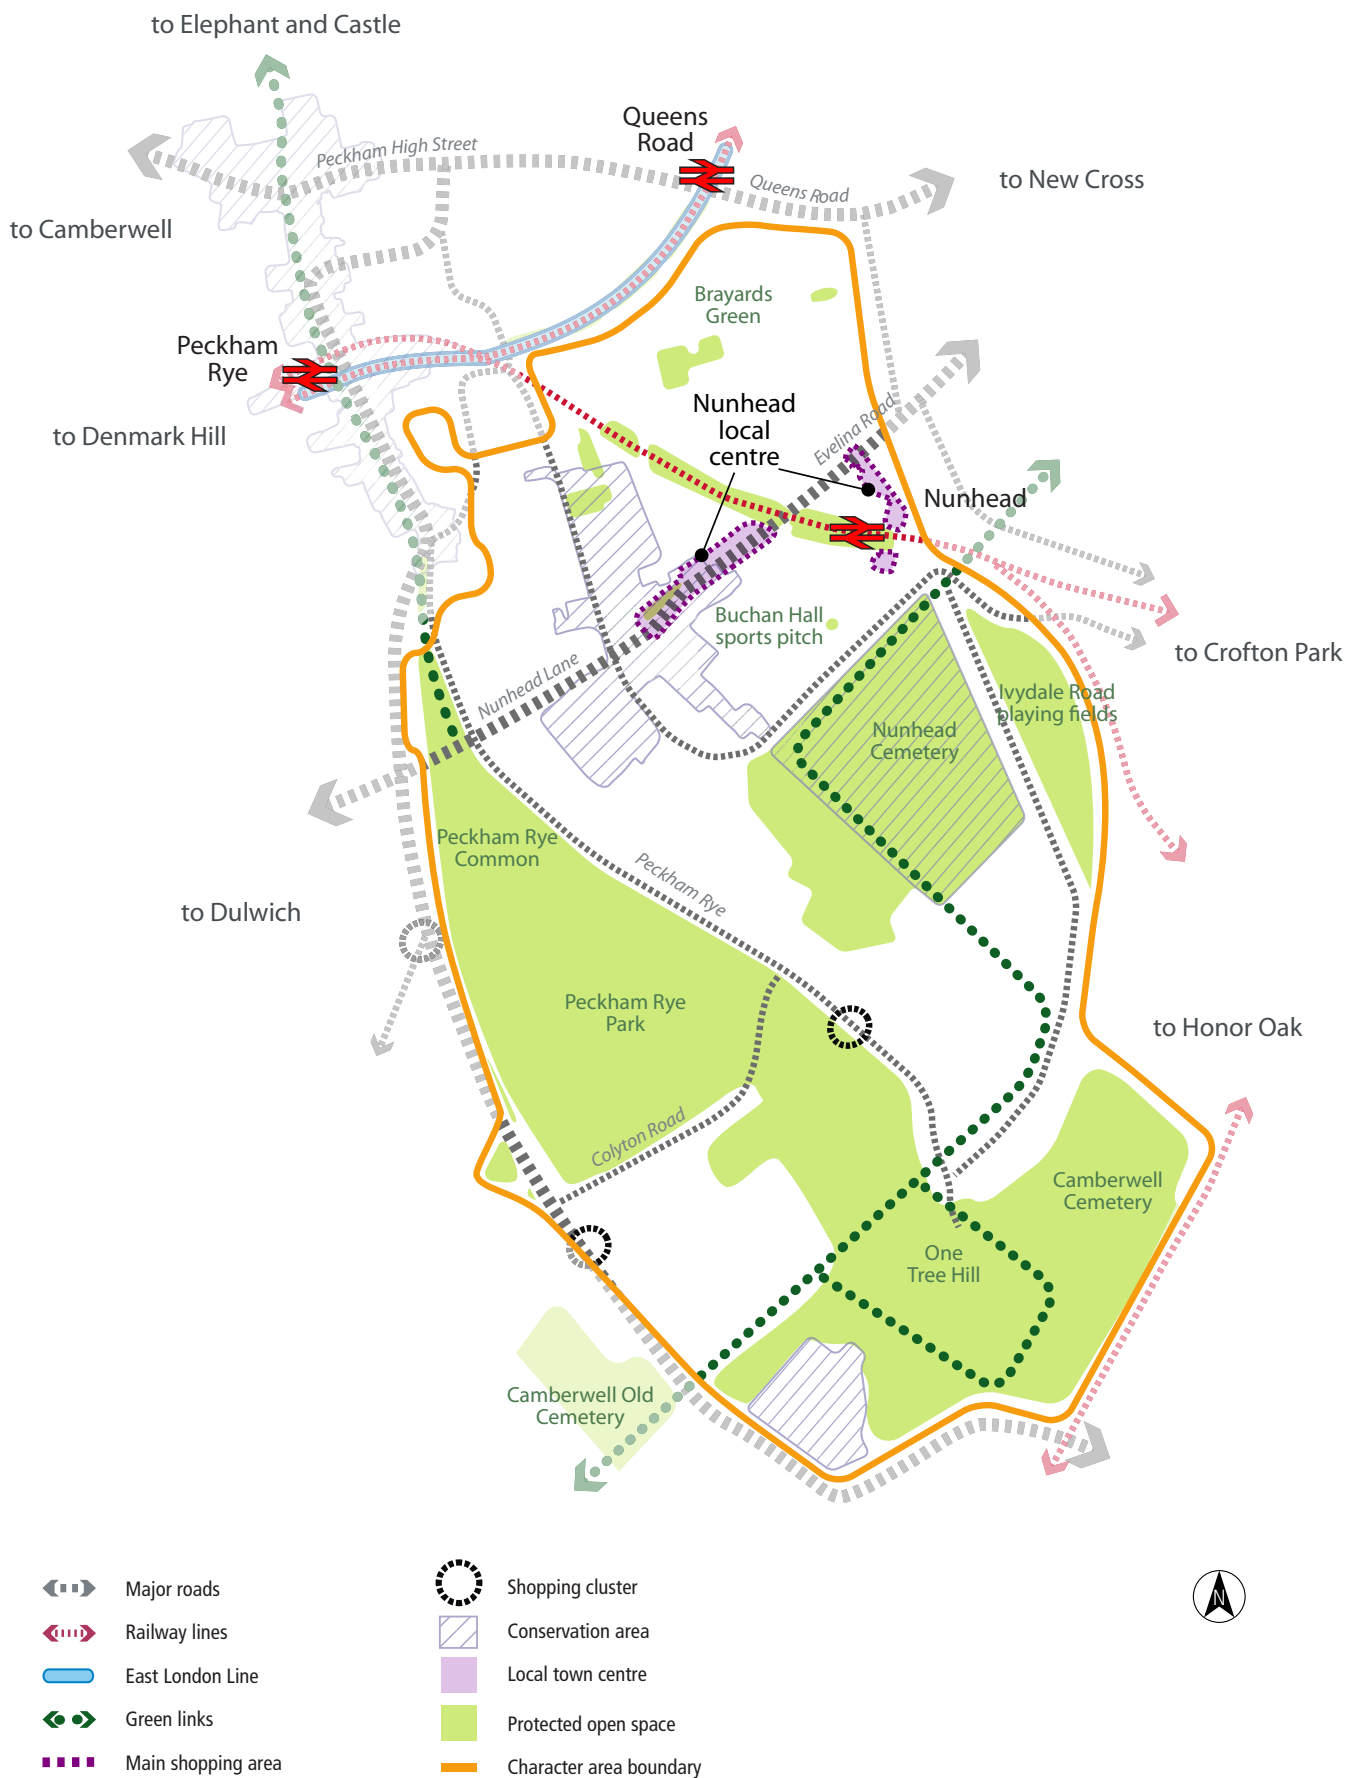 to Elephant and Castle
Queens
Road
Peckham High Street
Queens Road
to New Cross
to Camberwell
Brayards
Green
Peckham
Rye
Nunhead
local
centre
Evelina Road
to Denmark Hill
Nunhead
Buchan Hall
sports pitch
to Crofton Park
Nunhead Lane
Ivydale Road
playing fields
Nunhead
Cemetery
Peckham Rye
Common
Peckham Rye
to Dulwich
Peckham Rye
Park
to Honor Oak
Colyton Road
Camberwell
Cemetery
One
Tree Hill
Camberwell Old
Cemetery
Major roads
Railway lines
East London Line
Green links
Main shopping area
Shopping cluster
Conservation area
Local town centre
Protected open space
Character area boundary
N